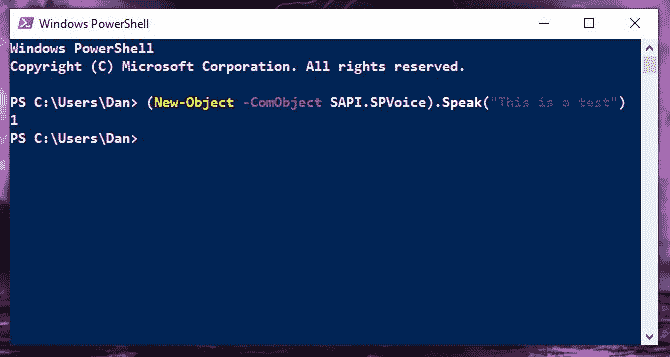 Windows PowerShell
Windows PowerShell
Copyright (C) Microsoft Corporation. All rights reserved.
PS C:\Users\Dan> (New-Object -ComObject SAPI.SPVoice).Speak("This is a test")
1
PS C:\Users\Dan>